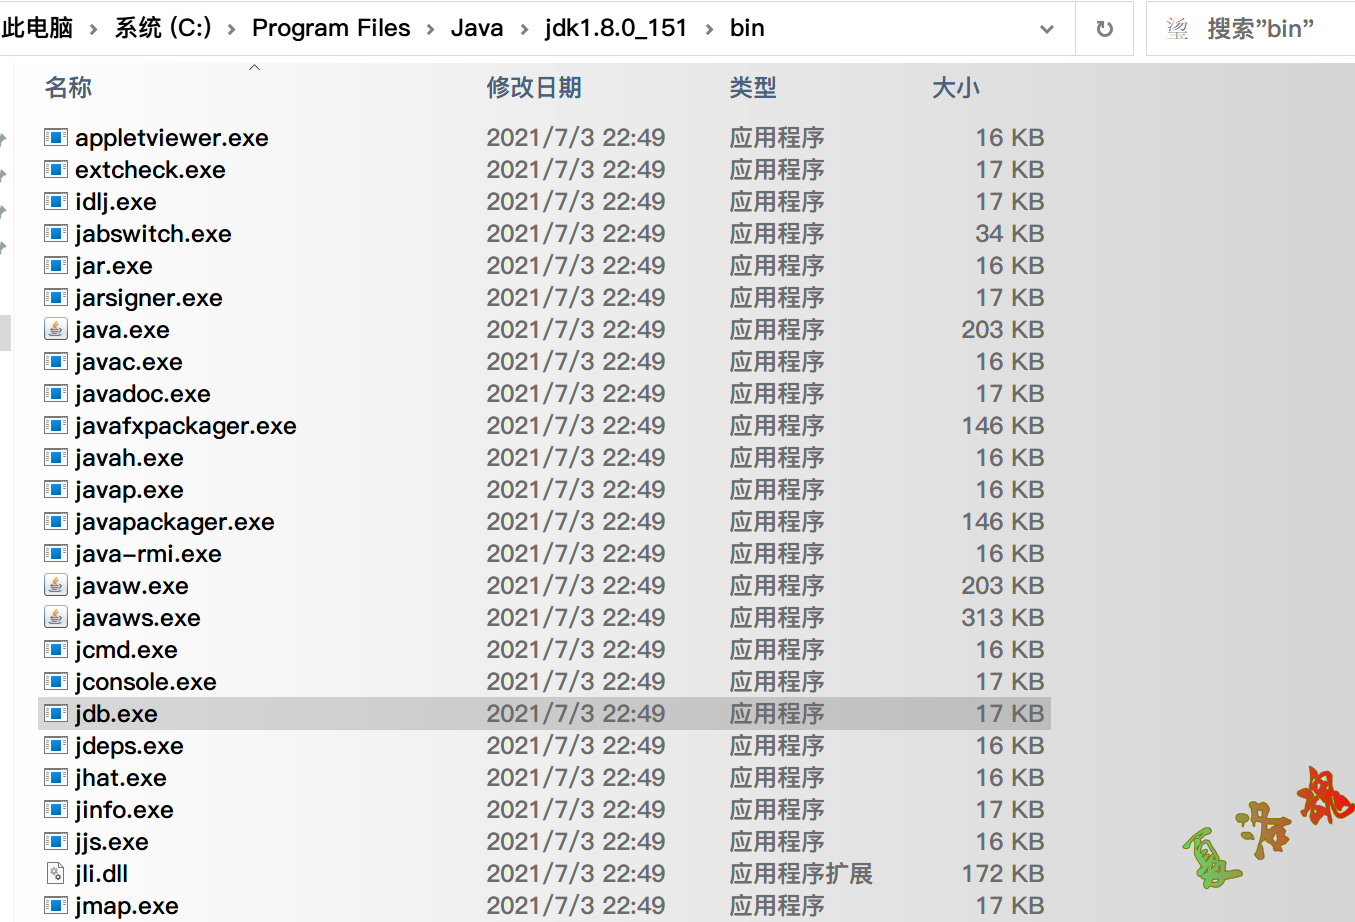 此电脑 › 系统 (C:) › Program Files › Java › jdk1.8.0_151 › bin 搜索"bin"
名称 修改日期 类型 大小
appletviewer.exe 2021/7/3 22:49 应用程序 16 KB
extcheck.exe 2021/7/3 22:49 应用程序 17 KB
idlj.exe 2021/7/3 22:49 应用程序 17 KB
jabswitch.exe 2021/7/3 22:49 应用程序 34 KB
jar.exe 2021/7/3 22:49 应用程序 16 KB
jarsigner.exe 2021/7/3 22:49 应用程序 17 KB
java.exe 2021/7/3 22:49 应用程序 203 KB
javac.exe 2021/7/3 22:49 应用程序 16 KB
javadoc.exe 2021/7/3 22:49 应用程序 17 KB
javafxpackager.exe 2021/7/3 22:49 应用程序 146 KB
javah.exe 2021/7/3 22:49 应用程序 16 KB
javap.exe 2021/7/3 22:49 应用程序 16 KB
javapackager.exe 2021/7/3 22:49 应用程序 146 KB
java-rmi.exe 2021/7/3 22:49 应用程序 16 KB
javaw.exe 2021/7/3 22:49 应用程序 203 KB
javaws.exe 2021/7/3 22:49 应用程序 313 KB
jcmd.exe 2021/7/3 22:49 应用程序 16 KB
jconsole.exe 2021/7/3 22:49 应用程序 17 KB
jdb.exe 2021/7/3 22:49 应用程序 17 KB
jdeps.exe 2021/7/3 22:49 应用程序 16 KB
jhat.exe 2021/7/3 22:49 应用程序 16 KB
jinfo.exe 2021/7/3 22:49 应用程序 17 KB
jjs.exe 2021/7/3 22:49 应用程序 16 KB
jli.dll 2021/7/3 22:49 应用程序扩展 172 KB
jmap.exe 2021/7/3 22:49 应用程序 17 KB
夏洛魂